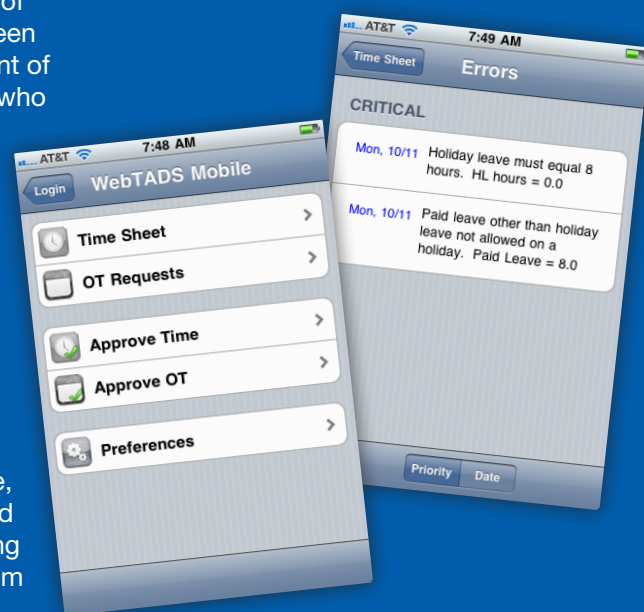 of
een
nt of
who
AT&T 7:48 AM
Login WebTADS Mobile
Time Sheet
OT Requests
Approve Time
Approve OT
Preferences
AT&T 7:49 AM
Time Sheet Errors
CRITICAL
Mon, 10/11 Holiday leave must equal 8
hours. HL hours = 0.0
Mon, 10/11 Paid leave other than holiday
leave not allowed on a
holiday. Paid Leave = 8.0
Priority Date
e,
d
ng
m